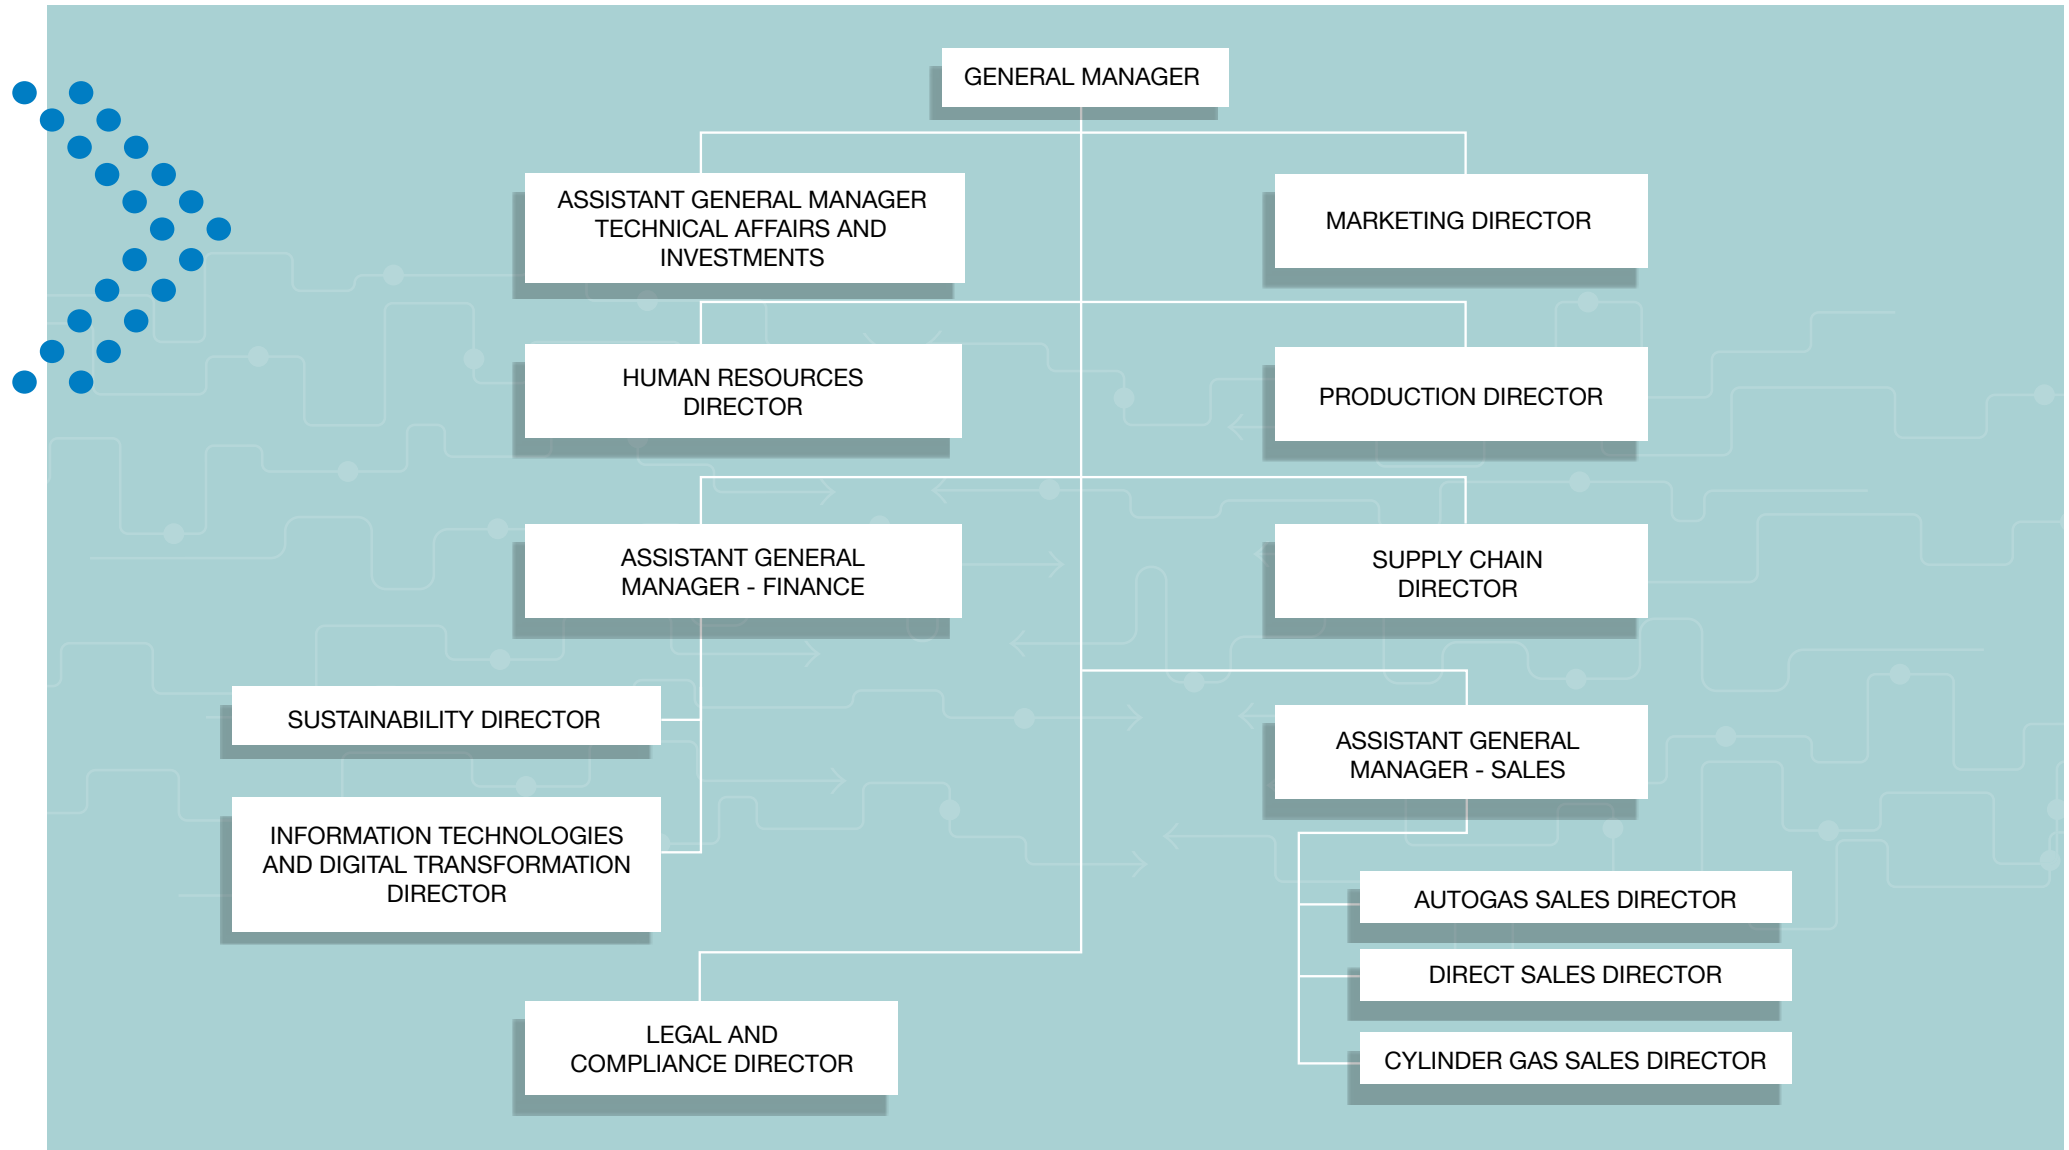 GENERAL MANAGER
ASSISTANT GENERAL MANAGER
TECHNICAL AFFAIRS AND
INVESTMENTS
MARKETING DIRECTOR
HUMAN RESOURCES
DIRECTOR
PRODUCTION DIRECTOR
ASSISTANT GENERAL
MANAGER - FINANCE
SUPPLY CHAIN
DIRECTOR
SUSTAINABILITY DIRECTOR
INFORMATION TECHNOLOGIES
AND DIGITAL TRANSFORMATION
DIRECTOR
ASSISTANT GENERAL
MANAGER - SALES
AUTOGAS SALES DIRECTOR
DIRECT SALES DIRECTOR
CYLINDER GAS SALES DIRECTOR
LEGAL AND
COMPLIANCE DIRECTOR